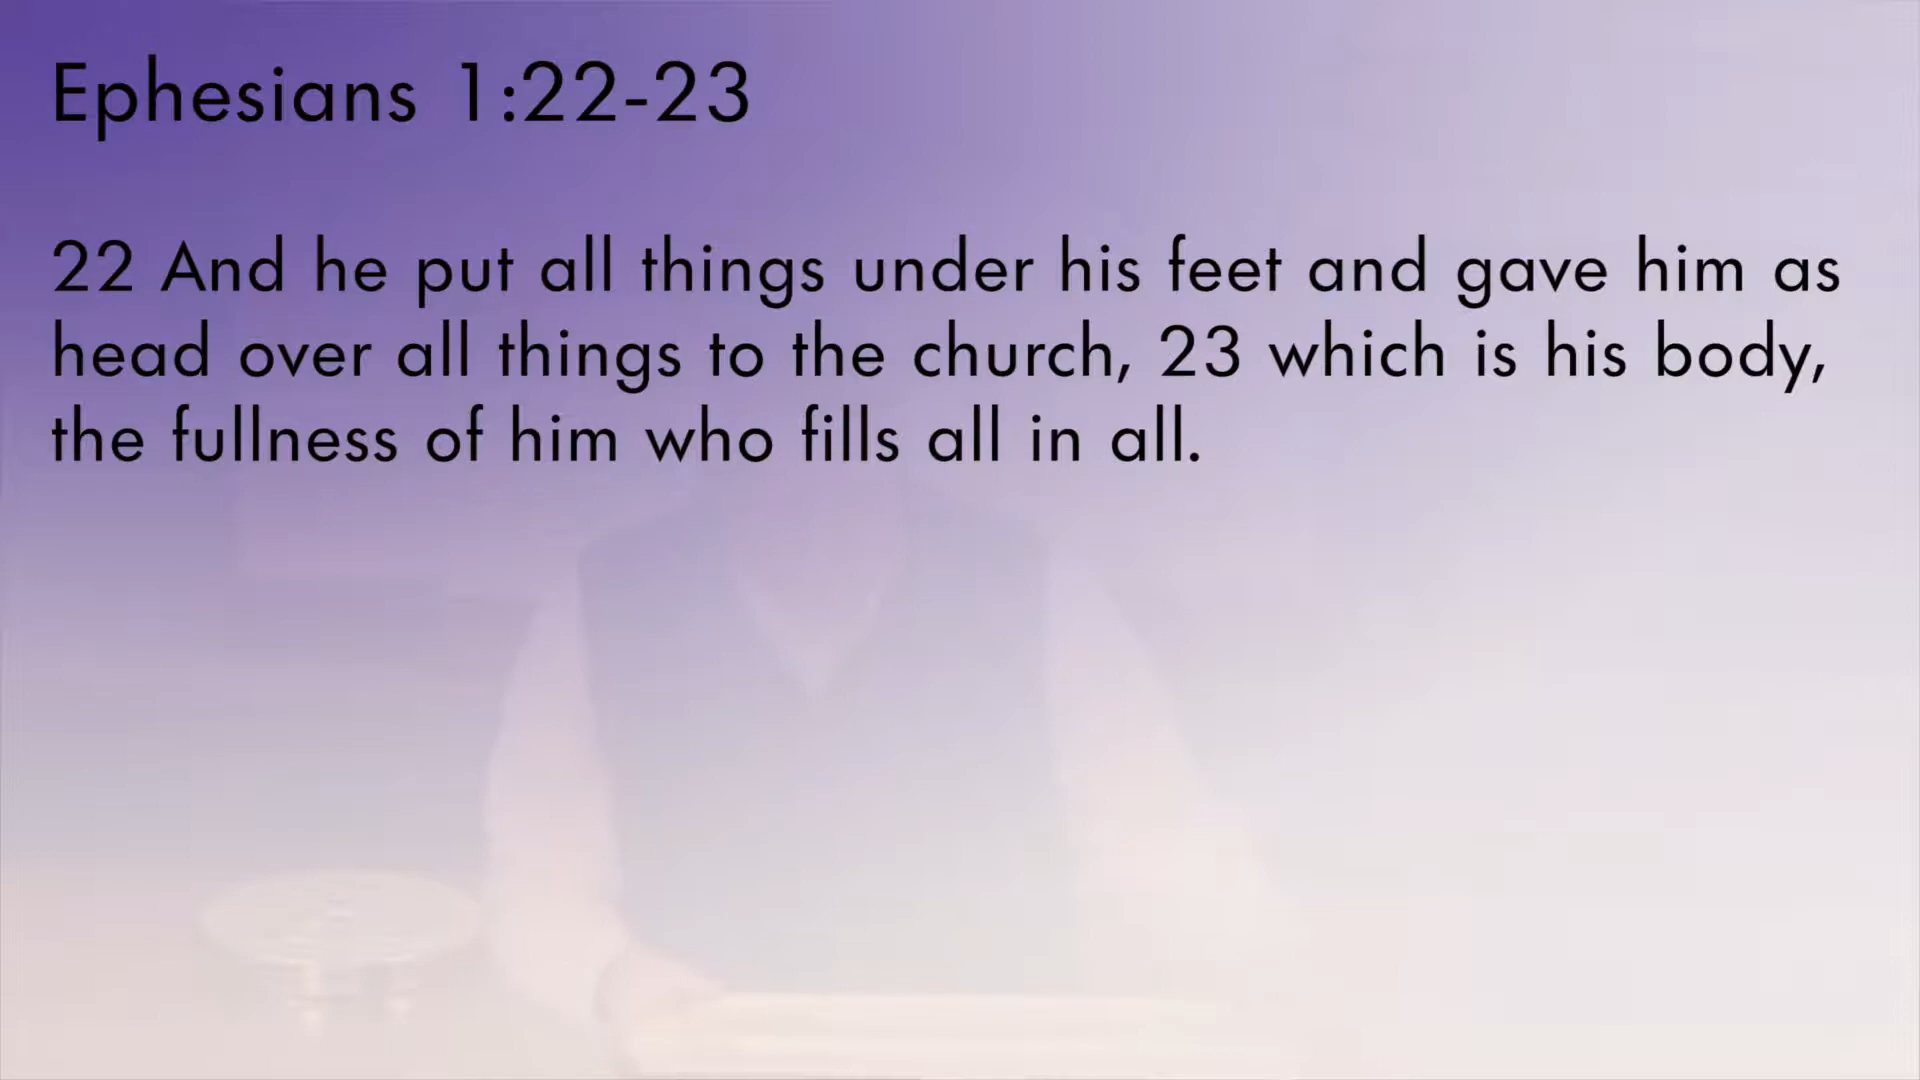 Ephesians 1:22-23
22 And he put all things under his feet and gave him as
head over all things to the church, 23 which is his body,
the fullness of him who fills all in all.